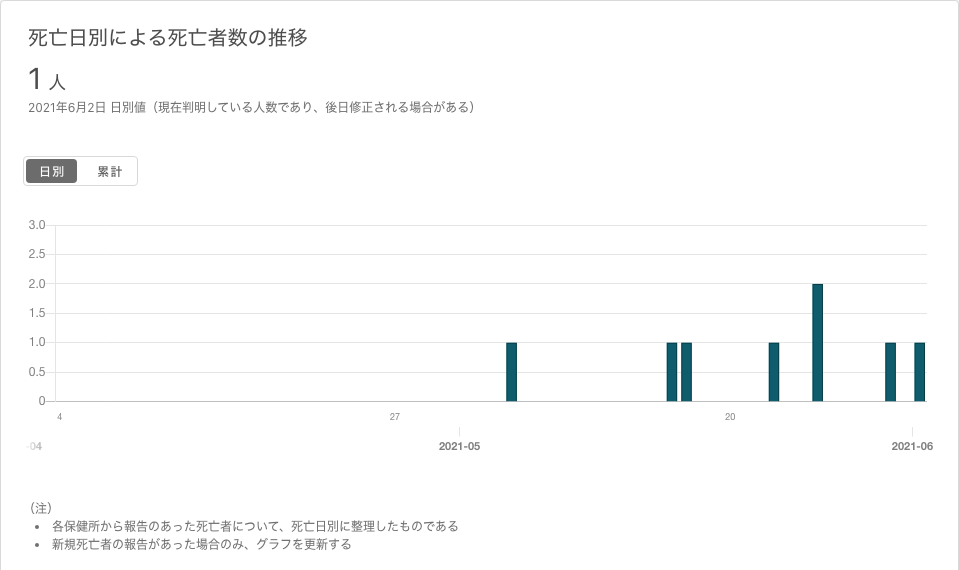 死亡日別による死亡者数の推移
1 人
2021年6月2日 日別値（現在判明している人数であり、後日修正される場合がある）
日別 累計
3.0
2.5
2.0
1.5
1.0
0.5
0
4 27 20
-04 2021-05 2021-06
（注）
• 各保健所から報告のあった死亡者について、死亡日別に整理したものである
• 新規死亡者の報告があった場合のみ、グラフを更新する